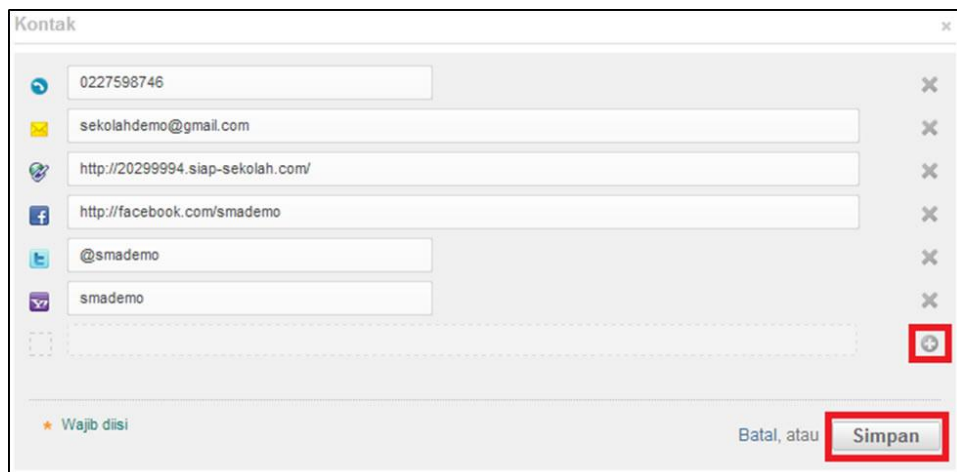 Kontak
0227598746
sekolahdemo@gmail.com
http://20299994.siap-sekolah.com/
http://facebook.com/smademo
@smademo
smademo
* Wajib diisi
Batal, atau Simpan